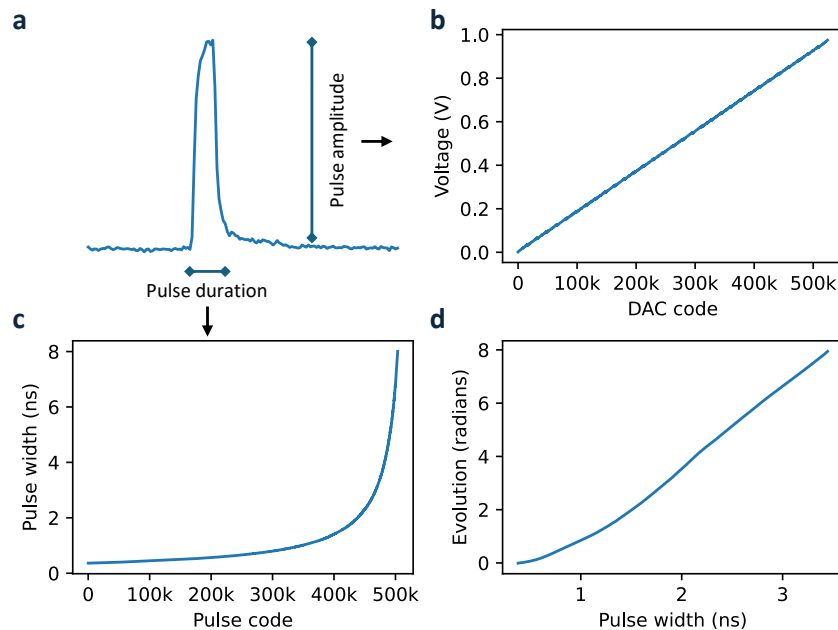 a
Pulse amplitude
Pulse duration
b
1.0
0.8
0.6
0.4
0.2
0.0
Voltage (V)
0 100k 200k 300k 400k 500k
DAC code
c
8
6
4
2
0
Pulse width (ns)
0 100k 200k 300k 400k 500k
Pulse code
d
8
6
4
2
0
Evolution (radians)
1 2 3
Pulse width (ns)